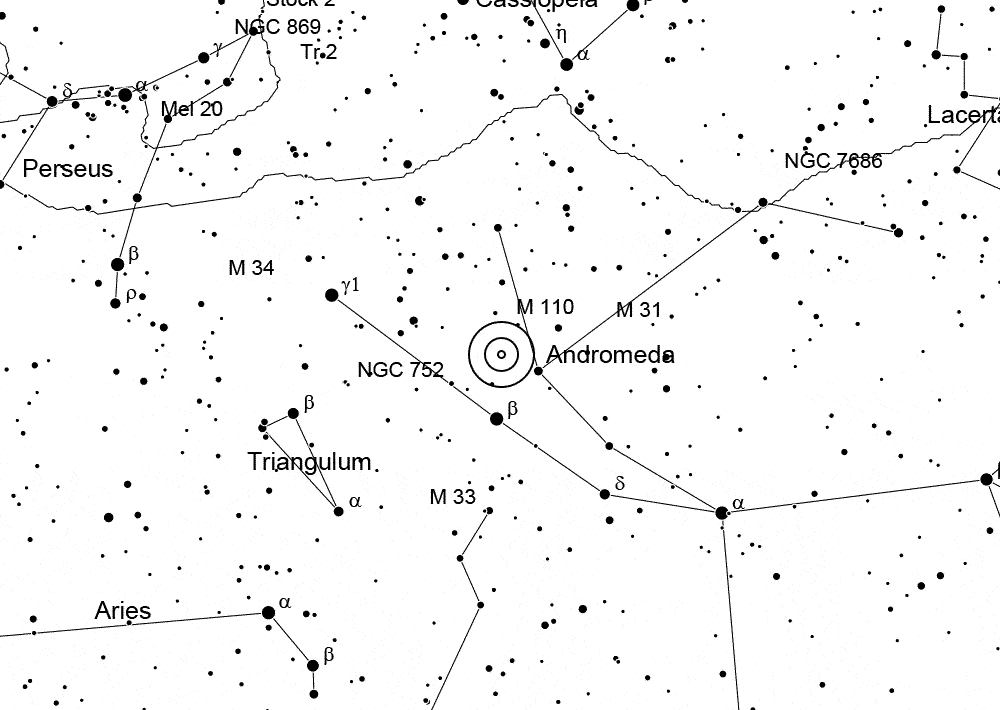 Stock 2
Cassiopeia
NGC 869
η
γ
Tr 2
α
δ
α
Mel 20
Lacerta
NGC 7686
Perseus
β
M 34
γ1
ρ
M 110
M 31
Andromeda
NGC 752
β
β
Triangulum
δ
M 33
α
α
Aries
α
β